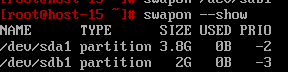 [root@host-15 ~]# swapon /dev/sdb1
[root@host-15 ~]# swapon --show
NAME TYPE SIZE USED PRIO
/dev/sda1 partition 3.8G 0B -2
/dev/sdb1 partition 2G 0B -3